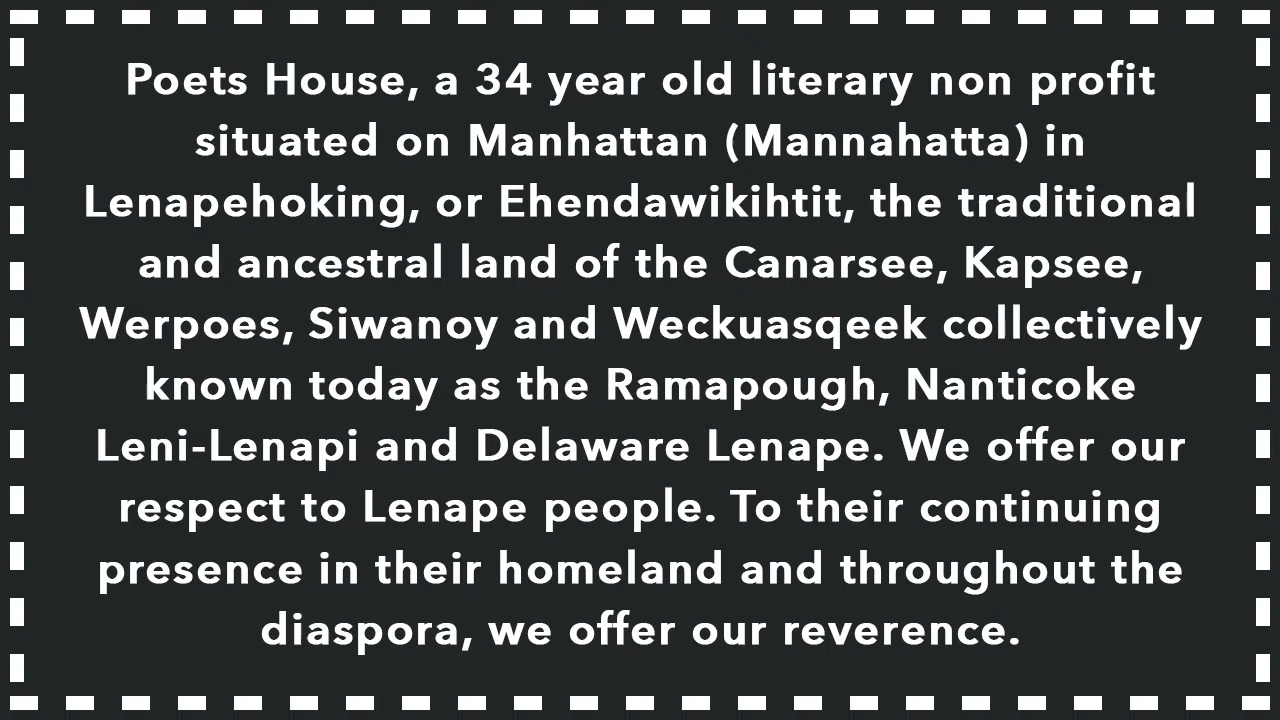 Poets House, a 34 year old literary non profit
situated on Manhattan (Mannahatta) in
Lenapehoking, or Ehendawikihtit, the traditional
and ancestral land of the Canarsee, Kapsee,
Werpoes, Siwanoy and Weckuasqeek collectively
known today as the Ramapough, Nanticoke
Leni-Lenapi and Delaware Lenape. We offer our
respect to Lenape people. To their continuing
presence in their homeland and throughout the
diaspora, we offer our reverence.